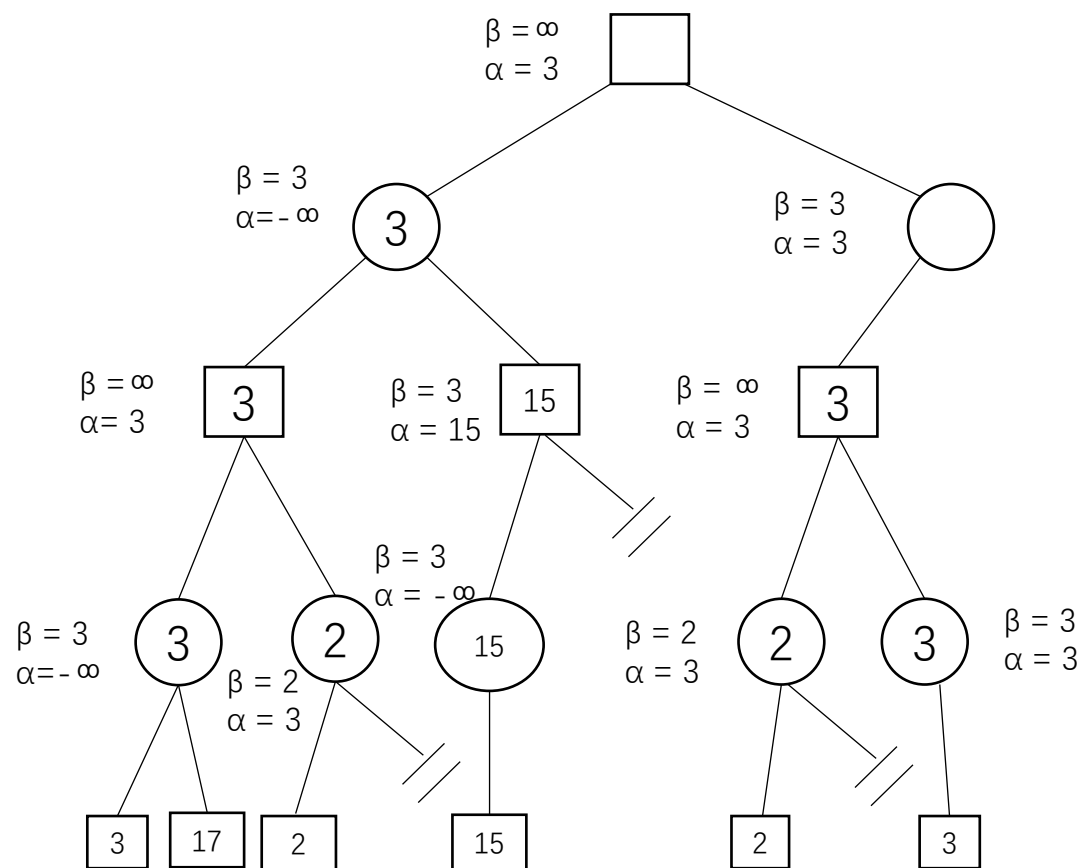 β = ∞
α = 3
β = 3
α=-∞
3
β = 3
α = 3
β = ∞
α= 3
3
β = 3
α = 15
15
β = ∞
α = 3
3
β = 3
α=-∞
3
β = 2
α = 3
2
β = 3
α = -∞
15
β = 2
α = 3
2
3
β = 3
α = 3
3
17
2
15
2
3